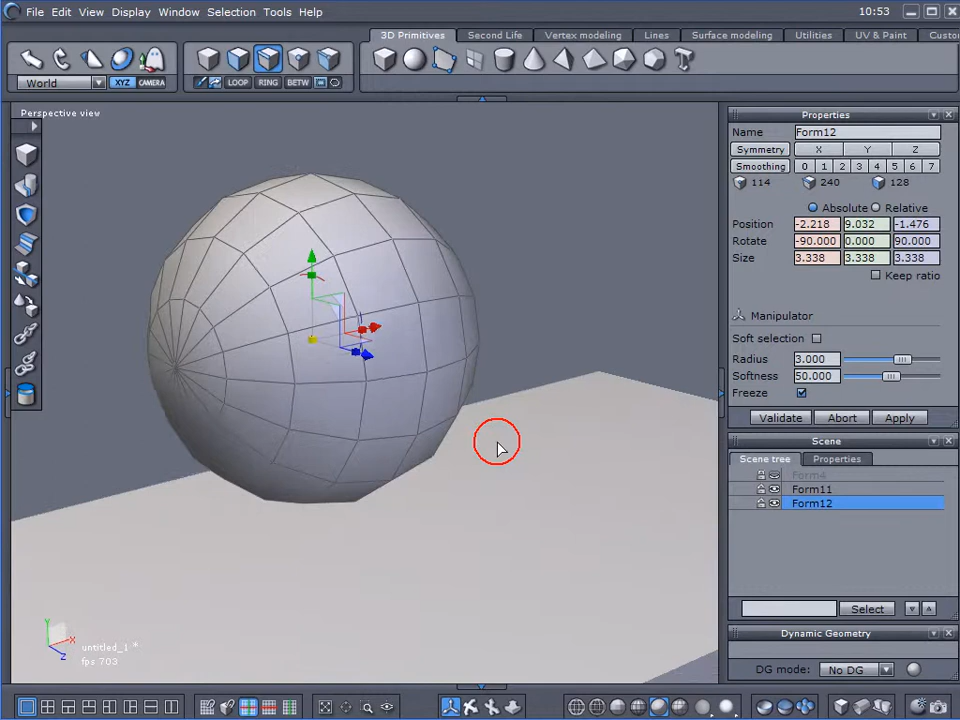 File Edit View Display Window Selection Tools Help 10:53
3D Primitives Second Life Vertex modeling Lines Surface modeling Utilities UV & Paint Custo
World XYZ CAMERA LOOP RING BETW
Perspective view
Properties
Name Form12
Symmetry X Y Z
Smoothing 0 1 2 3 4 5 6 7
114 240 128
Absolute Relative
Position -2.218 9.032 -1.476
Rotate -90.000 0.000 90.000
Size 3.338 3.338 3.338
Keep ratio
Manipulator
Soft selection
Radius 3.000
Softness 50.000
Freeze
Validate Abort Apply
Scene
Scene tree Properties
Form4
Form11
Form12
Select
Dynamic Geometry
DG mode: No DG
Y
X
Z
untitled_1 *
fps 703